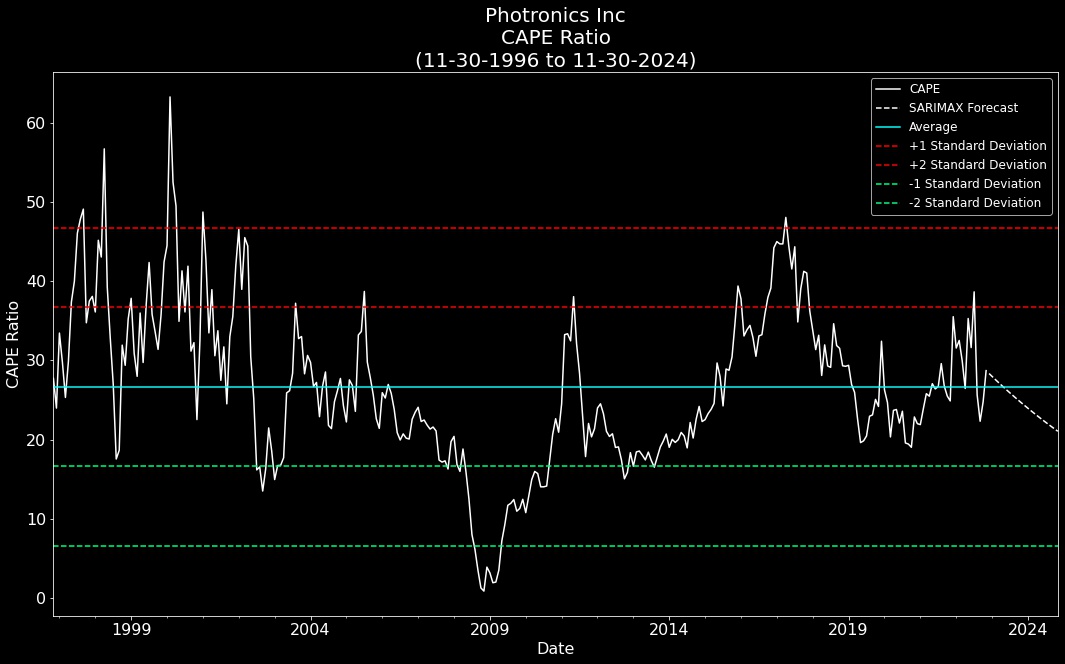 Photronics Inc
CAPE Ratio
(11-30-1996 to 11-30-2024)
CAPE
SARIMAX Forecast
Average
+1 Standard Deviation
+2 Standard Deviation
-1 Standard Deviation
-2 Standard Deviation
60
50
40
30
20
10
0
CAPE Ratio
1999 2004 2009 2014 2019 2024
Date